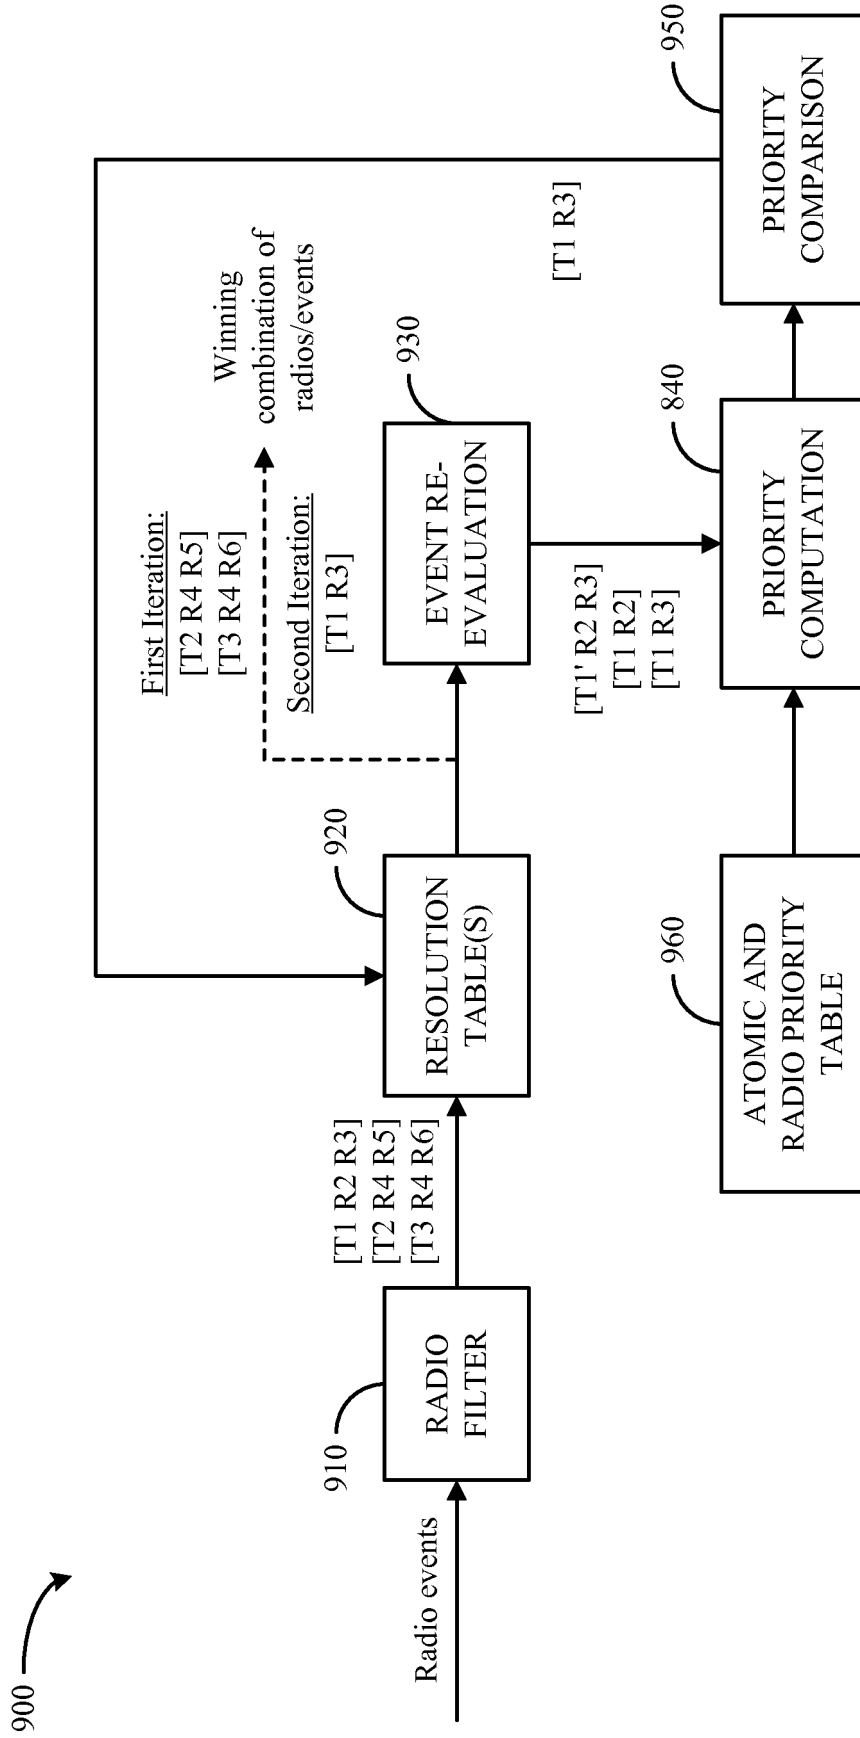 900
Radio events
910
RADIO
FILTER
[T1 R2 R3]
[T2 R4 R5]
[T3 R4 R6]
920
RESOLUTION
TABLE(S)
First Iteration:
[T2 R4 R5]
[T3 R4 R6]
Second Iteration:
[T1 R3]
Winning
combination of
radios/events
930
EVENT RE-
EVALUATION
[T1' R2 R3]
[T1 R2]
[T1 R3]
960
ATOMIC AND
RADIO PRIORITY
TABLE
840
PRIORITY
COMPUTATION
950
PRIORITY
COMPARISON
[T1 R3]